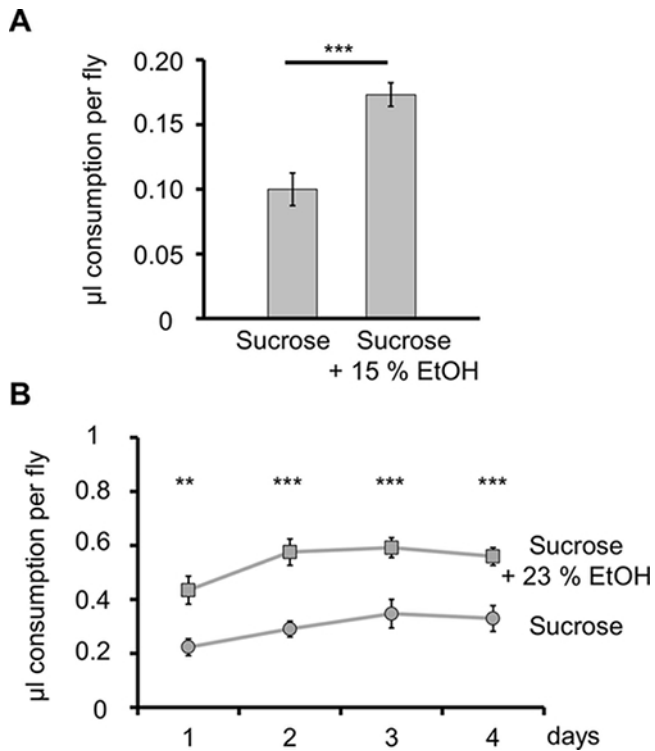 A
***
0.20
0.15
0.10
0.05
0
µl consumption per fly
Sucrose
Sucrose
+ 15 % EtOH
B
1
0.8
0.6
0.4
0.2
0
µl consumption per fly
** *** *** ***
Sucrose
+ 23 % EtOH
Sucrose
1 2 3 4 days